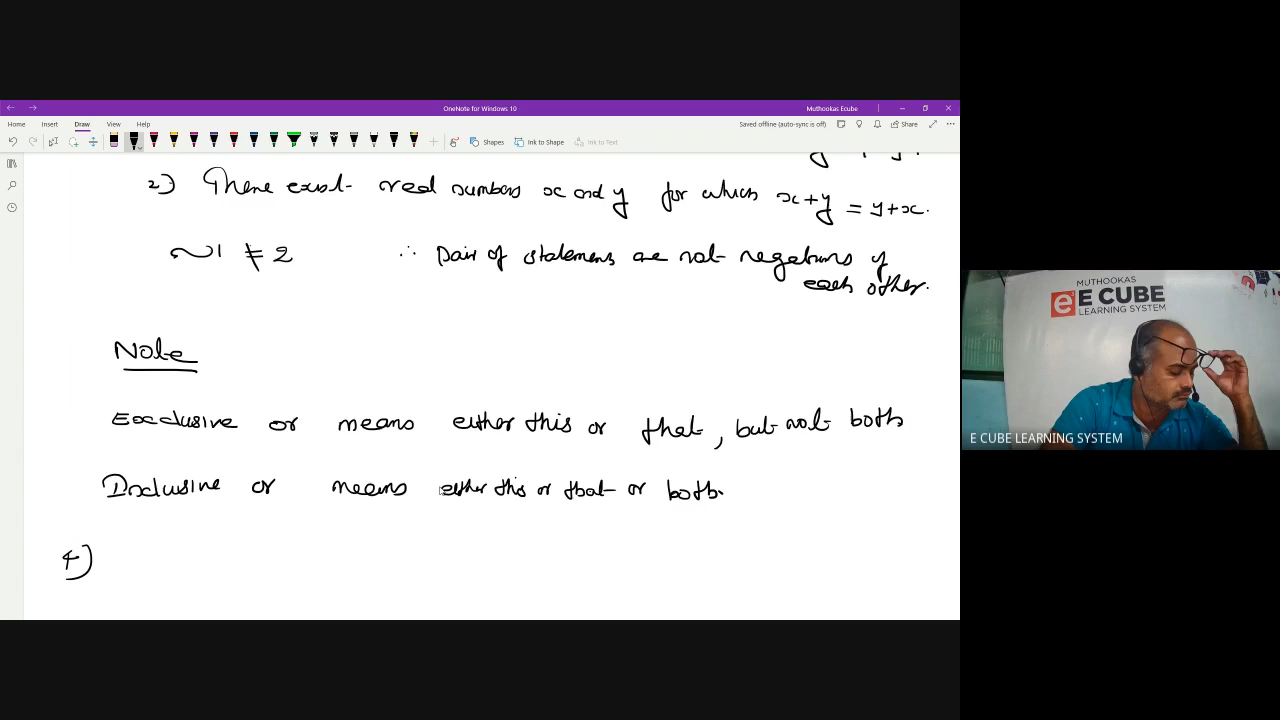 OneNote for Windows 10
Muthookas Ecube
Home Insert Draw View Help
Saved offline (auto-sync is off) Share
Shapes Ink to Shape Ink to Text
2) There exist real numbers x and y for which x+y = y+x.
~1 ≠ 2 ∴ pair of statements are not negations of
each other.
Note
Exclusive or means either this or that, but not both
Inclusive or means either this or that or both.
4)
MUTHOOKAS
e3 E CUBE
LEARNING SYSTEM
E CUBE LEARNING SYSTEM